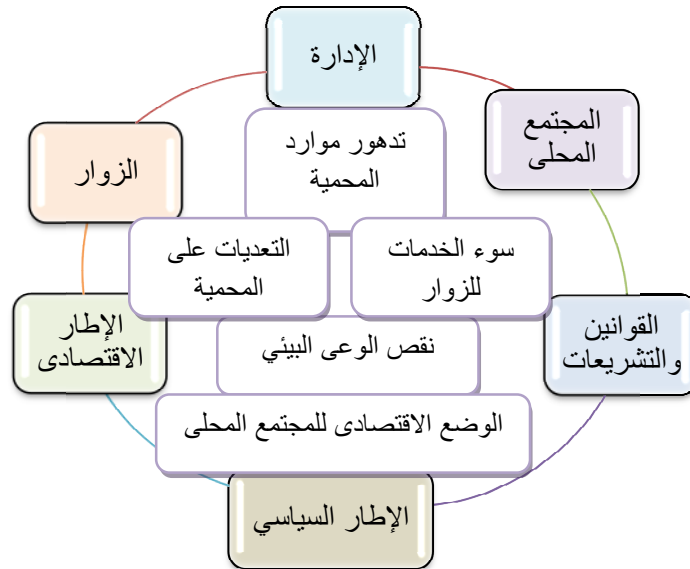 الإدارة
المجتمع
المحلى
تدهور موارد
المحمية
الزوار
سوء الخدمات
للزوار
التعديات على
المحمية
القوانين
والتشريعات
الإطار
الاقتصادى
نقص الوعى البيئي
الوضع الاقتصادى للمجتمع المحلى
الإطار السياسي